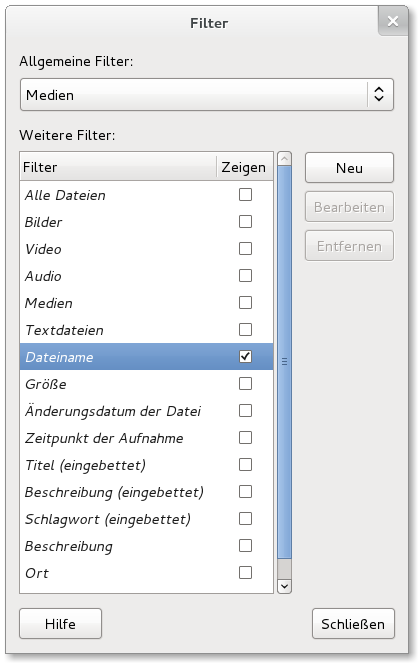 Filter
Allgemeine Filter:
Medien
Weitere Filter:
Filter Zeigen
Neu
Alle Dateien
Bearbeiten
Bilder
Entfernen
Video
Audio
Medien
Textdateien
Dateiname
Größe
Änderungsdatum der Datei
Zeitpunkt der Aufnahme
Titel (eingebettet)
Beschreibung (eingebettet)
Schlagwort (eingebettet)
Beschreibung
Ort
Hilfe
Schließen